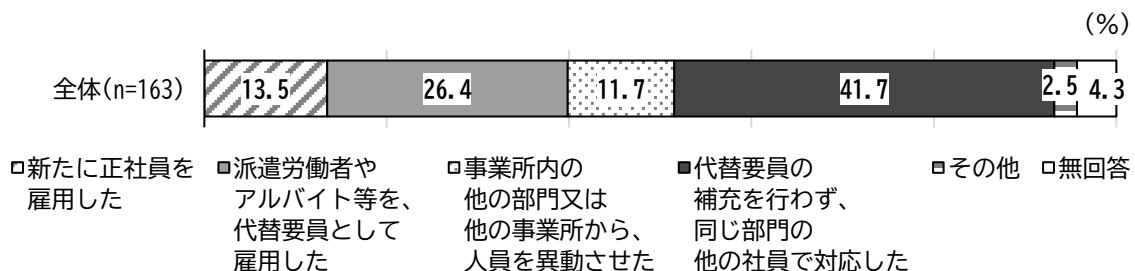 (%)
全体(n=163)
13.5
26.4
11.7
41.7
2.5
4.3
新たに正社員を
雇用した
派遣労働者や
アルバイト等を、
代替要員として
雇用した
事業所内の
他の部門又は
他の事業所から、
人員を異動させた
代替要員の
補充を行わず、
同じ部門の
他の社員で対応した
その他
無回答